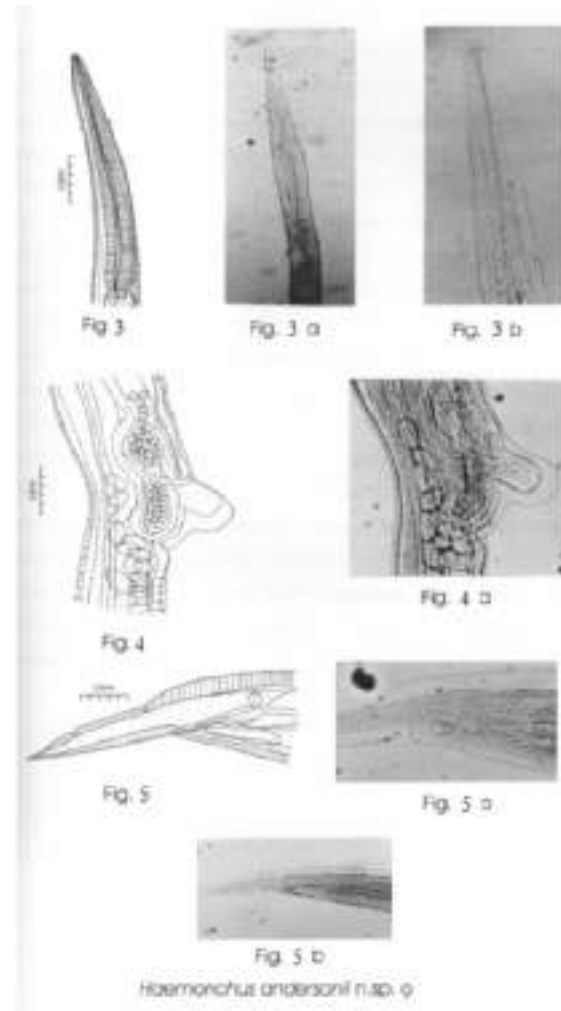 Fig 3
Fig. 3 a
Fig. 3 b
Fig. 4
Fig. 4 a
Fig. 5
Fig. 5 a
Fig. 5 b
Haemonchus andersonii n.sp. ♀